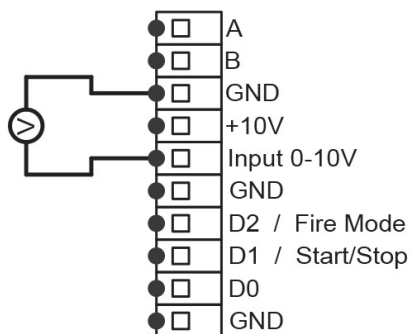 A
B
GND
+10V
V
Input 0-10V
GND
D2 / Fire Mode
D1 / Start/Stop
D0
GND